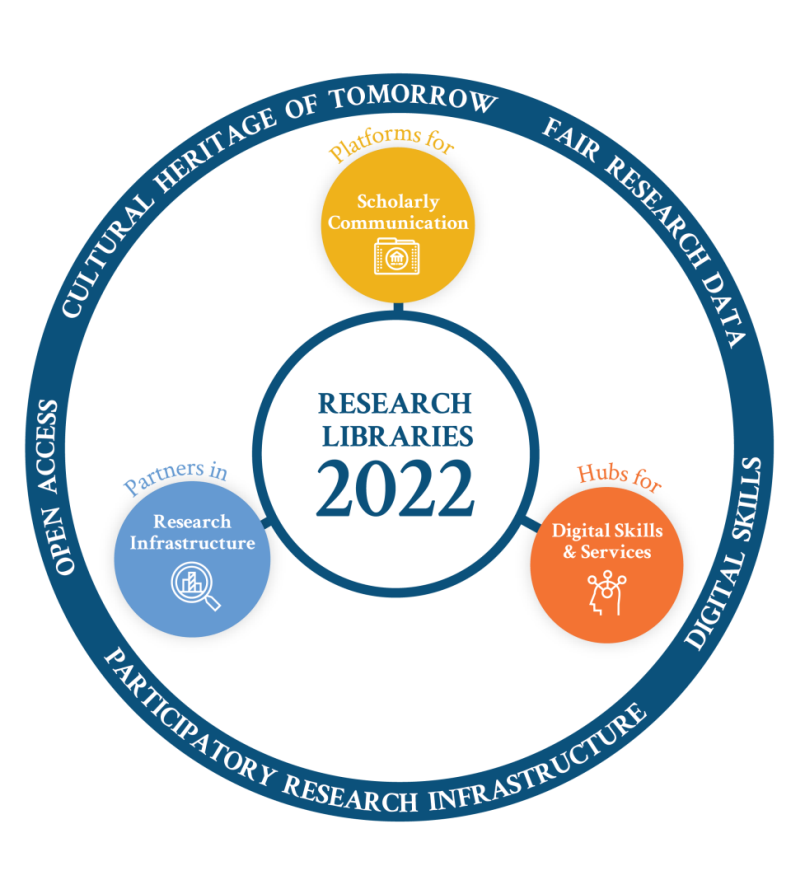 CULTURAL HERITAGE OF TOMORROW
FAIR RESEARCH DATA
DIGITAL SKILLS
PARTICIPATORY RESEARCH INFRASTRUCTURE
OPEN ACCESS
Platforms for
Scholarly
Communication
RESEARCH
LIBRARIES
2022
Partners in
Research
Infrastructure
Hubs for
Digital Skills
& Services